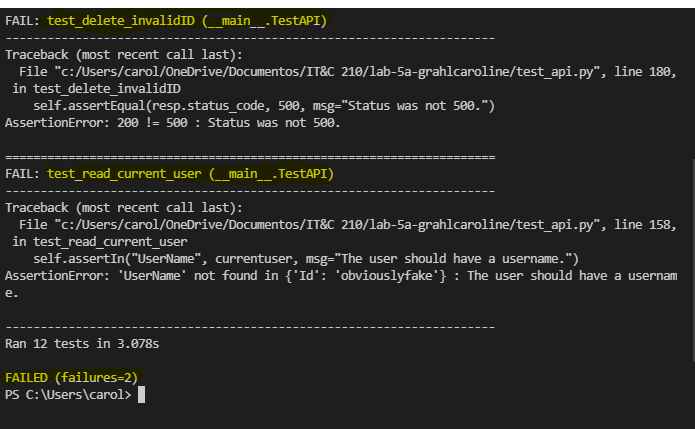 FAIL: test_delete_invalidID (__main__.TestAPI)
----------------------------------------------------------------------
Traceback (most recent call last):
  File "c:/Users/carol/OneDrive/Documentos/IT&C 210/lab-5a-grahlcaroline/test_api.py", line 180,
 in test_delete_invalidID
    self.assertEqual(resp.status_code, 500, msg="Status was not 500.")
AssertionError: 200 != 500 : Status was not 500.

======================================================================
FAIL: test_read_current_user (__main__.TestAPI)
----------------------------------------------------------------------
Traceback (most recent call last):
  File "c:/Users/carol/OneDrive/Documentos/IT&C 210/lab-5a-grahlcaroline/test_api.py", line 158,
 in test_read_current_user
    self.assertIn("UserName", currentuser, msg="The user should have a username.")
AssertionError: 'UserName' not found in {'Id': 'obviouslyfake'} : The user should have a usernam
e.

----------------------------------------------------------------------
Ran 12 tests in 3.078s

FAILED (failures=2)
PS C:\Users\carol>